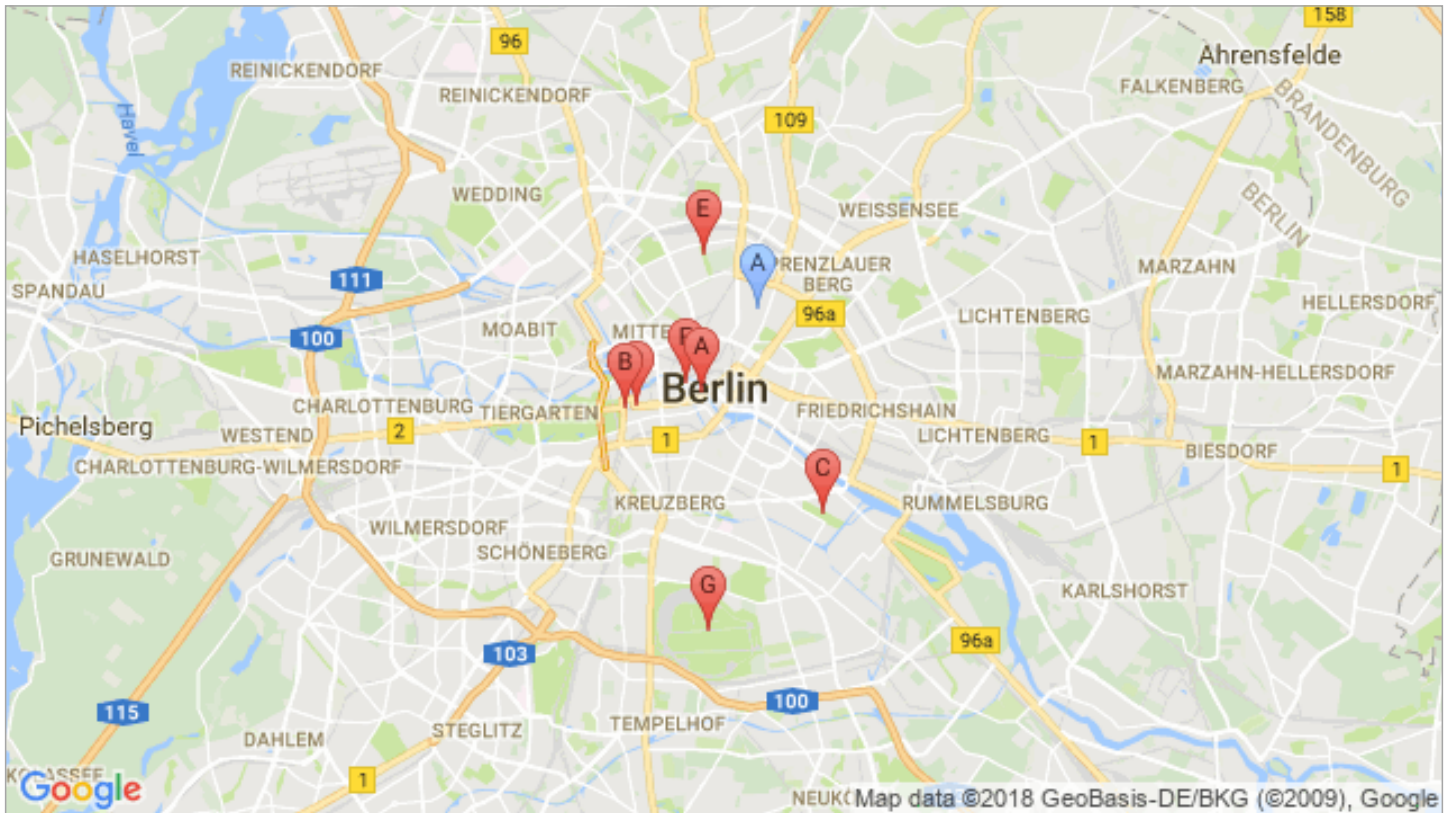 158
96
Ahrensfelde
REINICKENDORF
FALKENBERG
REINICKENDORF
BRANDENBURG
109
Havel
WEDDING
E
WEISSENSEE
BERLIN
HASELHORST
A
PRENZLAUER
BERG
MARZAHN
111
SPANDAU
HELLERSDORF
96a
LICHTENBERG
MOABIT
MITTE
100
F
A
B
MARZAHN-HELLERSDORF
Berlin
CHARLOTTENBURG
TIERGARTEN
FRIEDRICHSHAIN
Pichelsberg
WESTEND
2
1
LICHTENBERG
1
BIESDORF
CHARLOTTENBURG-WILMERSDORF
C
1
KREUZBERG
RUMMELSBURG
WILMERSDORF
SCHÖNEBERG
GRUNEWALD
G
KARLSHORST
96a
103
100
115
TEMPELHOF
STEGLITZ
DAHLEM
1
Google
Map data ©2018 GeoBasis-DE/BKG (©2009), Google